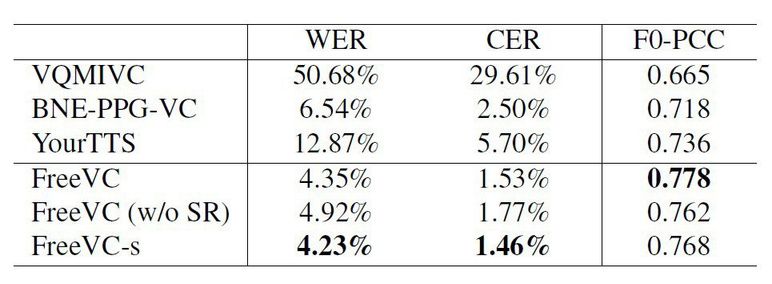 WER CER F0-PCC
VQMIVC 50.68% 29.61% 0.665
BNE-PPG-VC 6.54% 2.50% 0.718
YourTTS 12.87% 5.70% 0.736
FreeVC 4.35% 1.53% 0.778
FreeVC (w/o SR) 4.92% 1.77% 0.762
FreeVC-s 4.23% 1.46% 0.768